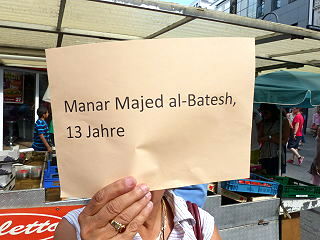 Manar Majed al-Batesh,
13 Jahre